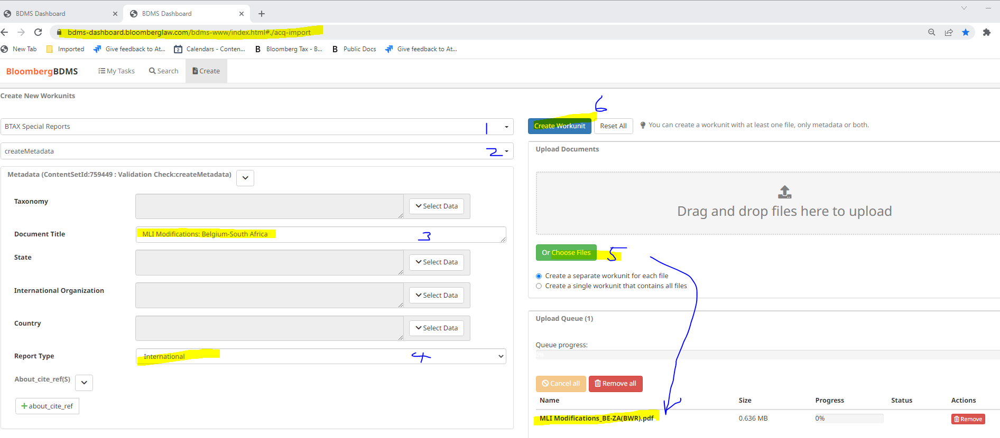 BDMS Dashboard
BDMS Dashboard
bdms-dashboard.bloomberglaw.com/bdms-www/index.html#./acq-import
New Tab
Imported
Give feedback to At...
2
Calendars - Conten...
B Bloomberg Tax - B...
B Public Docs
Give feedback to At...
BloombergBDMS
My Tasks
Search
Create
Create New Workunits
6
BTAX Special Reports
1
Create Workunit
Reset All
You can create a workunit with at least one file, only metadata or both.
createMetadata
2
Upload Documents
Metadata (ContentSetId:759449 : Validation Check:createMetadata)
Taxonomy
Select Data
Drag and drop files here to upload
Document Title
MLI Modifications: Belgium-South Africa
3
Or Choose Files
5
State
Select Data
Create a separate workunit for each file
Create a single workunit that contains all files
International Organization
Select Data
Upload Queue (1)
Country
Select Data
Queue progress:
Report Type
International
4
About_cite_ref(S)
Cancel all
Remove all
about_cite_ref
Name Size Progress Status Actions
MLI Modifications_BE-ZA(BWR).pdf 0.636 MB 0% Remove